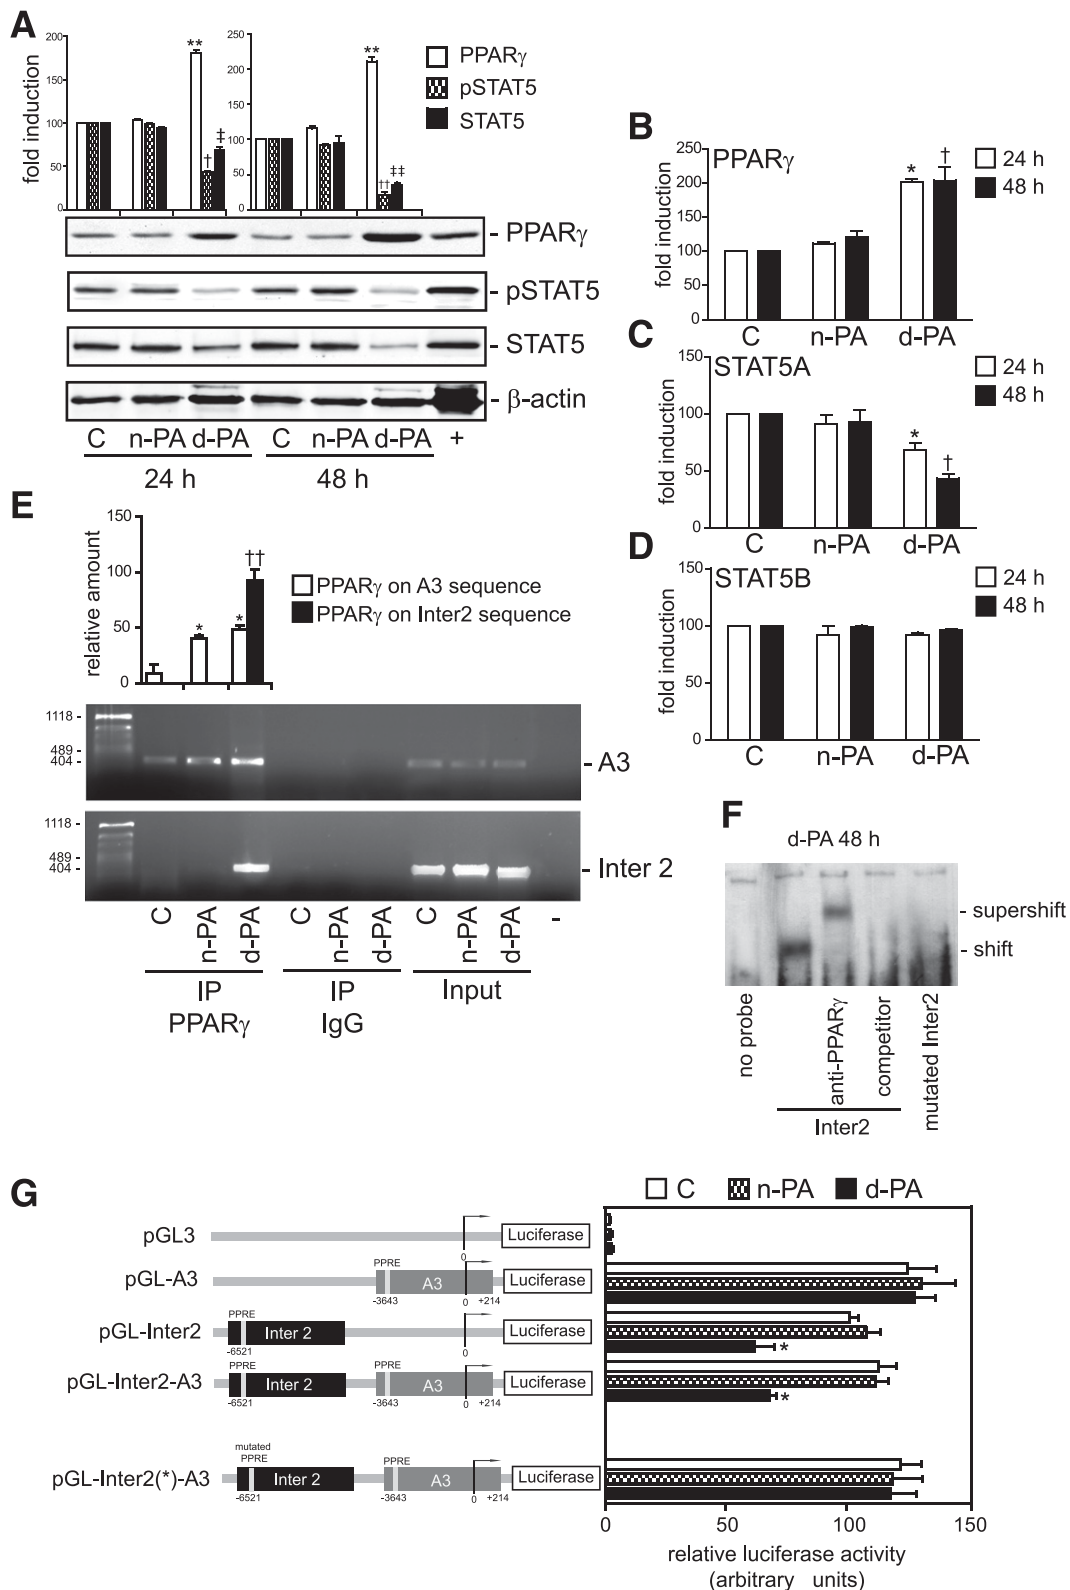 A
fold induction
200
150
100
50
0
**
†
‡
250
200
150
100
50
0
**
††
‡‡
PPARγ
pSTAT5
STAT5
- PPARγ
- pSTAT5
- STAT5
- β-actin
C n-PA d-PA C n-PA d-PA +
24 h 48 h
B
PPARγ
fold induction
250
200
150
100
50
0
* †
24 h
48 h
C n-PA d-PA
C
STAT5A
fold induction
150
100
50
0
* †
24 h
48 h
C n-PA d-PA
D
STAT5B
fold induction
150
100
50
0
24 h
48 h
C n-PA d-PA
E
relative amount
150
100
50
0
* * ††
PPARγ on A3 sequence
PPARγ on Inter2 sequence
1118 -
489 -
404 -
- A3
1118 -
489 -
404 -
- Inter 2
C n-PA d-PA C n-PA d-PA C n-PA d-PA -
IP IP Input
PPARγ IgG
F
d-PA 48 h
- supershift
- shift
no probe anti-PPARγ competitor mutated Inter2
Inter2
G
C n-PA d-PA
pGL3 0 Luciferase
pGL-A3 PPRE A3 Luciferase
-3643 0 +214
pGL-Inter2 PPRE Inter 2 Luciferase
-6521 0
*
pGL-Inter2-A3 PPRE Inter 2 PPRE A3 Luciferase
-6521 -3643 0 +214
*
mutated
PPRE PPRE
pGL-Inter2(*)-A3 Inter 2 A3 Luciferase
-6521 -3643 0 +214
0 50 100 150
relative luciferase activity
(arbitrary units)